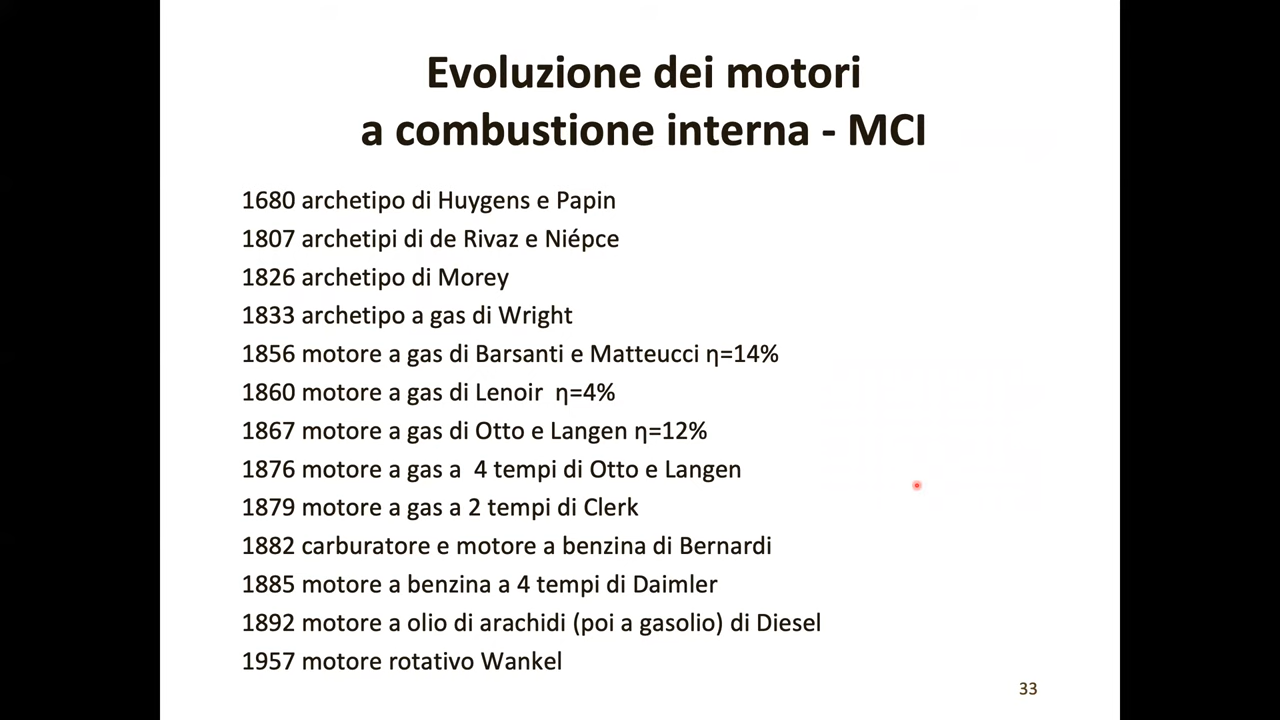 Evoluzione dei motori
a combustione interna - MCI
1680 archetipo di Huygens e Papin
1807 archetipi di de Rivaz e Niépce
1826 archetipo di Morey
1833 archetipo a gas di Wright
1856 motore a gas di Barsanti e Matteucci η=14%
1860 motore a gas di Lenoir  η=4%
1867 motore a gas di Otto e Langen η=12%
1876 motore a gas a  4 tempi di Otto e Langen
1879 motore a gas a 2 tempi di Clerk
1882 carburatore e motore a benzina di Bernardi
1885 motore a benzina a 4 tempi di Daimler
1892 motore a olio di arachidi (poi a gasolio) di Diesel
1957 motore rotativo Wankel
33